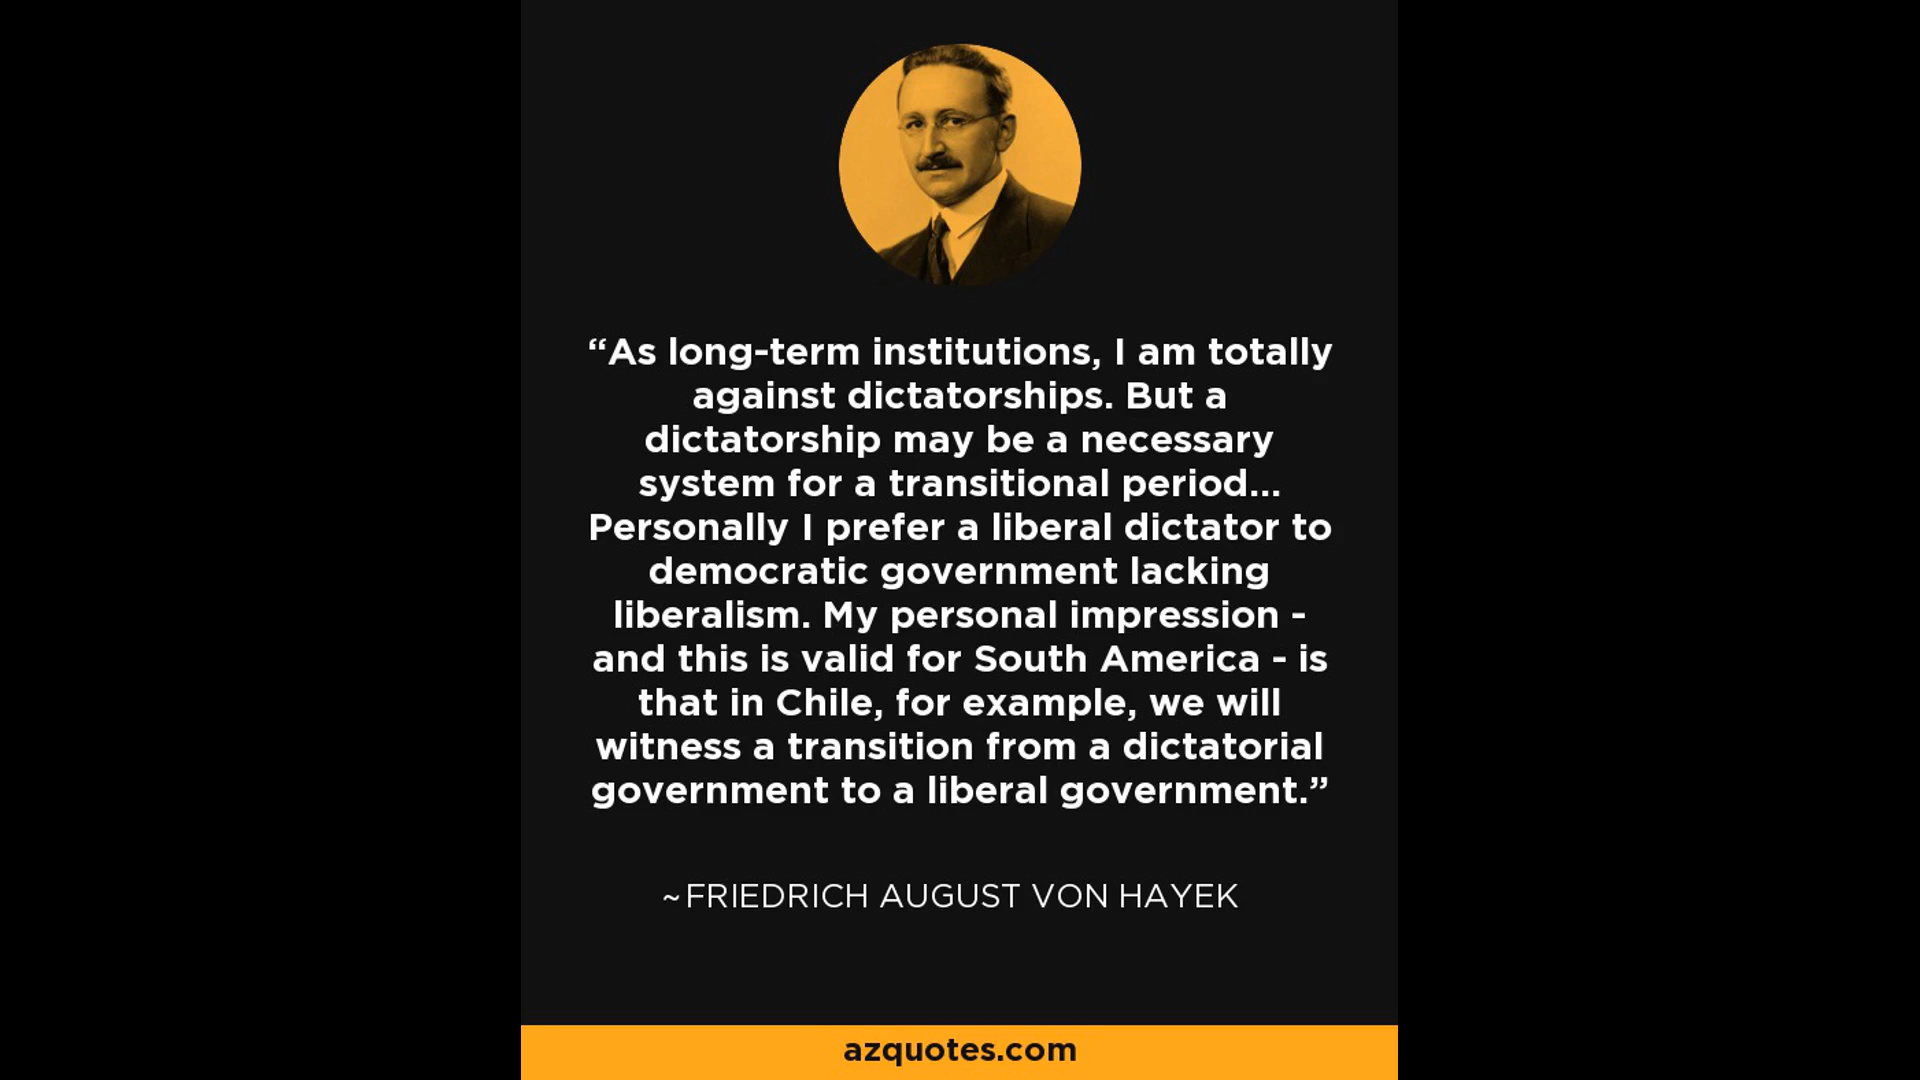 “As long-term institutions, I am totally
against dictatorships. But a
dictatorship may be a necessary
system for a transitional period...
Personally I prefer a liberal dictator to
democratic government lacking
liberalism. My personal impression -
and this is valid for South America - is
that in Chile, for example, we will
witness a transition from a dictatorial
government to a liberal government.”
~FRIEDRICH AUGUST VON HAYEK
azquotes.com